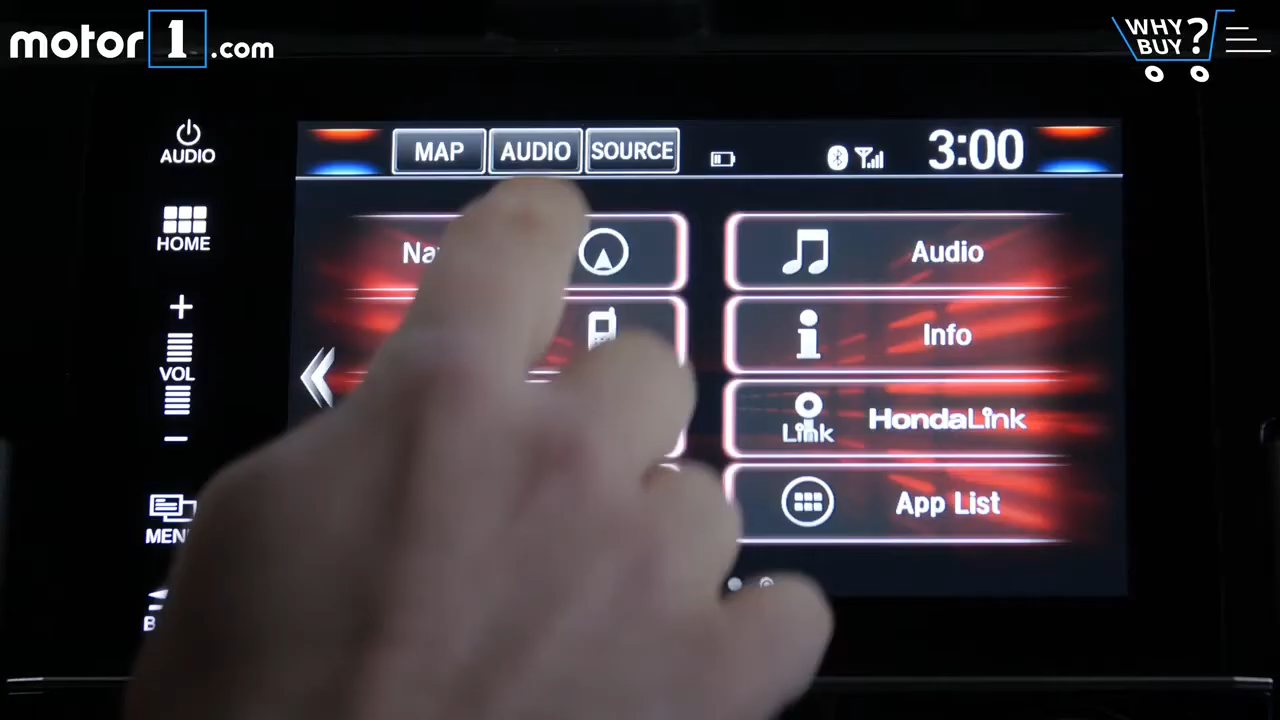 motor1.com
WHY
BUY?
AUDIO
MAP
AUDIO
SOURCE
3:00
HOME
Audio
VOL
Info
Link
HondaLink
App List